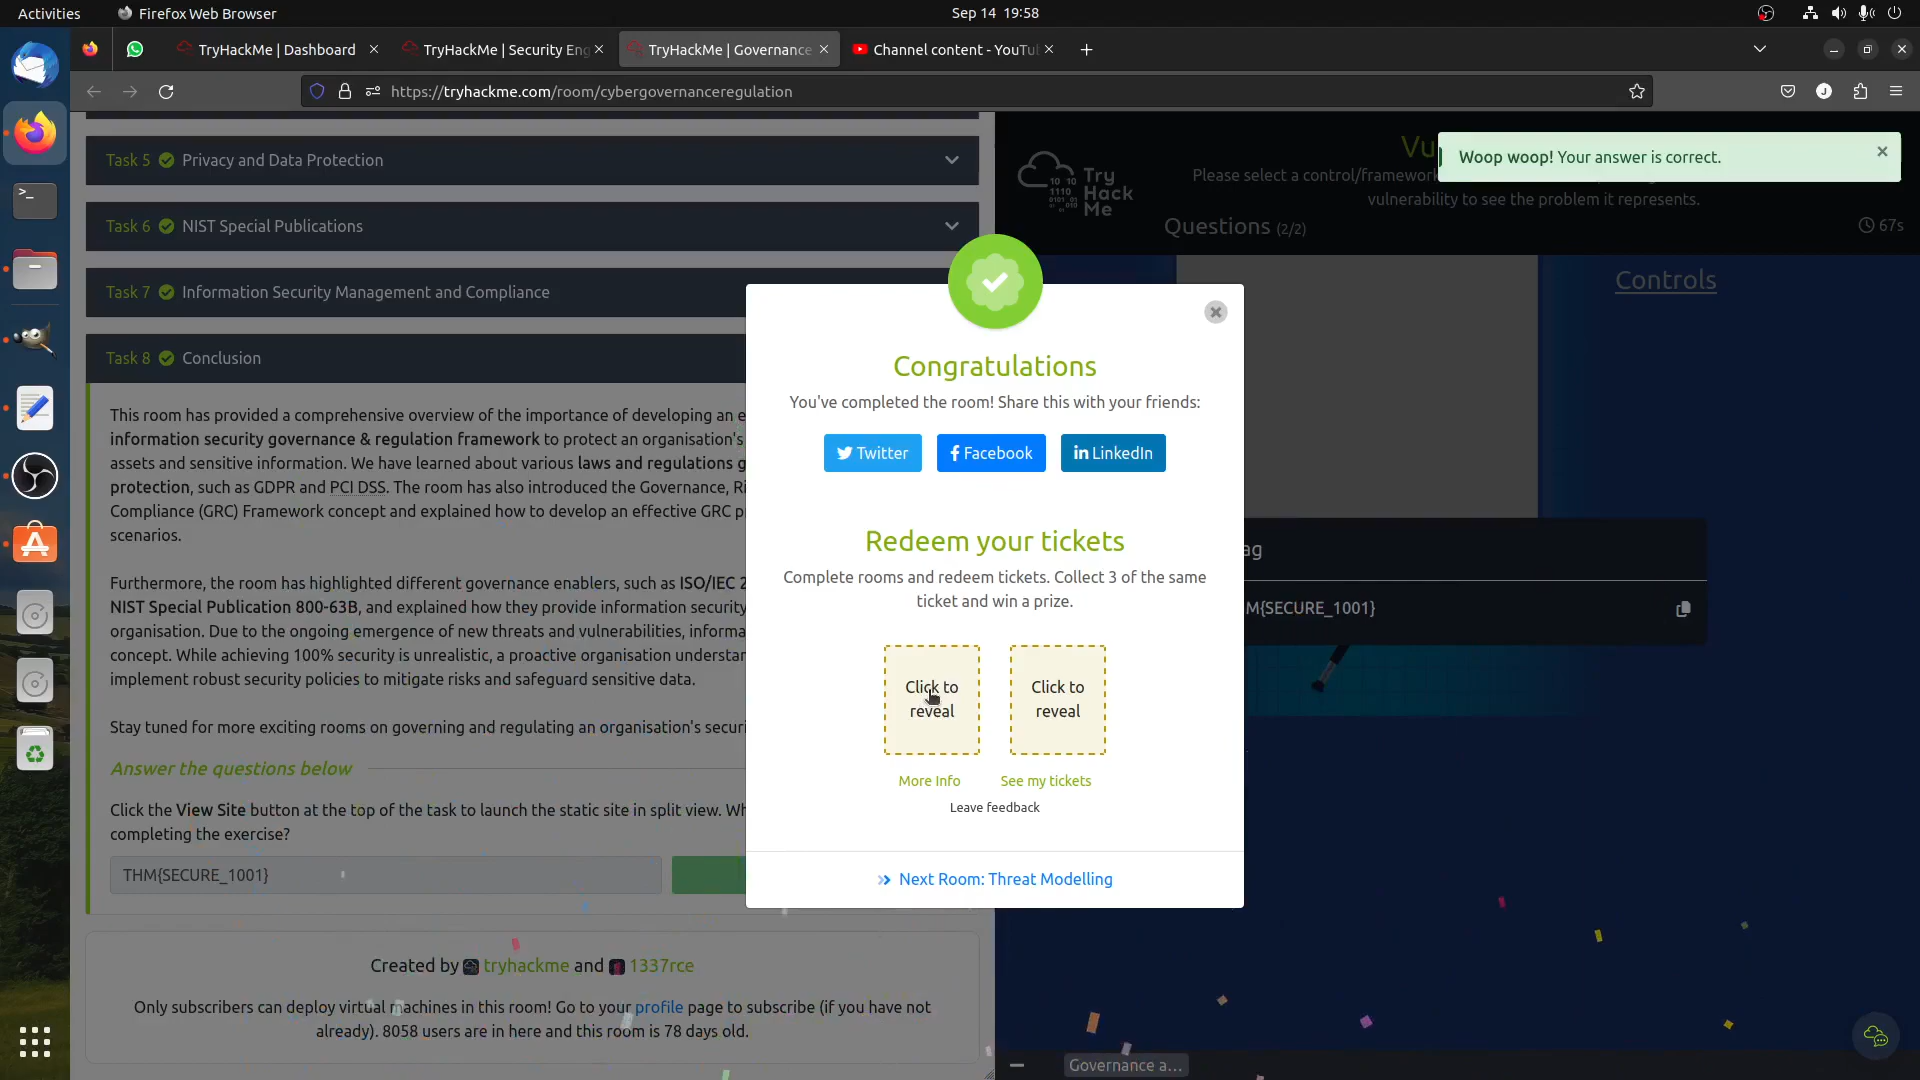 Activities
Firefox Web Browser
Sep 14 19:58
TryHackMe | Dashboard
TryHackMe | Security Eng
TryHackMe | Governance
Channel content - YouTu
https://tryhackme.com/room/cybergovernanceregulation
J
Task 5 Privacy and Data Protection
Task 6 NIST Special Publications
Task 7 Information Security Management and Compliance
Task 8 Conclusion
This room has provided a comprehensive overview of the importance of developing an e
information security governance & regulation framework to protect an organisation's
assets and sensitive information. We have learned about various laws and regulations g
protection, such as GDPR and PCI DSS. The room has also introduced the Governance, Ri
Compliance (GRC) Framework concept and explained how to develop an effective GRC p
scenarios.
Furthermore, the room has highlighted different governance enablers, such as ISO/IEC 2
NIST Special Publication 800-63B, and explained how they provide information security
organisation. Due to the ongoing emergence of new threats and vulnerabilities, informa
concept. While achieving 100% security is unrealistic, a proactive organisation understan
implement robust security policies to mitigate risks and safeguard sensitive data.
Stay tuned for more exciting rooms on governing and regulating an organisation's securi
Answer the questions below
Click the View Site button at the top of the task to launch the static site in split view. Wh
completing the exercise?
THM{SECURE_1001}
Created by tryhackme and 1337rce
Only subscribers can deploy virtual machines in this room! Go to your profile page to subscribe (if you have not
already). 8058 users are in here and this room is 78 days old.
Try
Hack
Me
Vu
Please select a control/framework
vulnerability to see the problem it represents.
Questions (2/2)
67s
Woop woop! Your answer is correct.
Controls
ag
M{SECURE_1001}
Congratulations
You've completed the room! Share this with your friends:
Twitter
Facebook
LinkedIn
Redeem your tickets
Complete rooms and redeem tickets. Collect 3 of the same
ticket and win a prize.
Click to
reveal
Click to
reveal
More Info
See my tickets
Leave feedback
Next Room: Threat Modelling
Governance a...